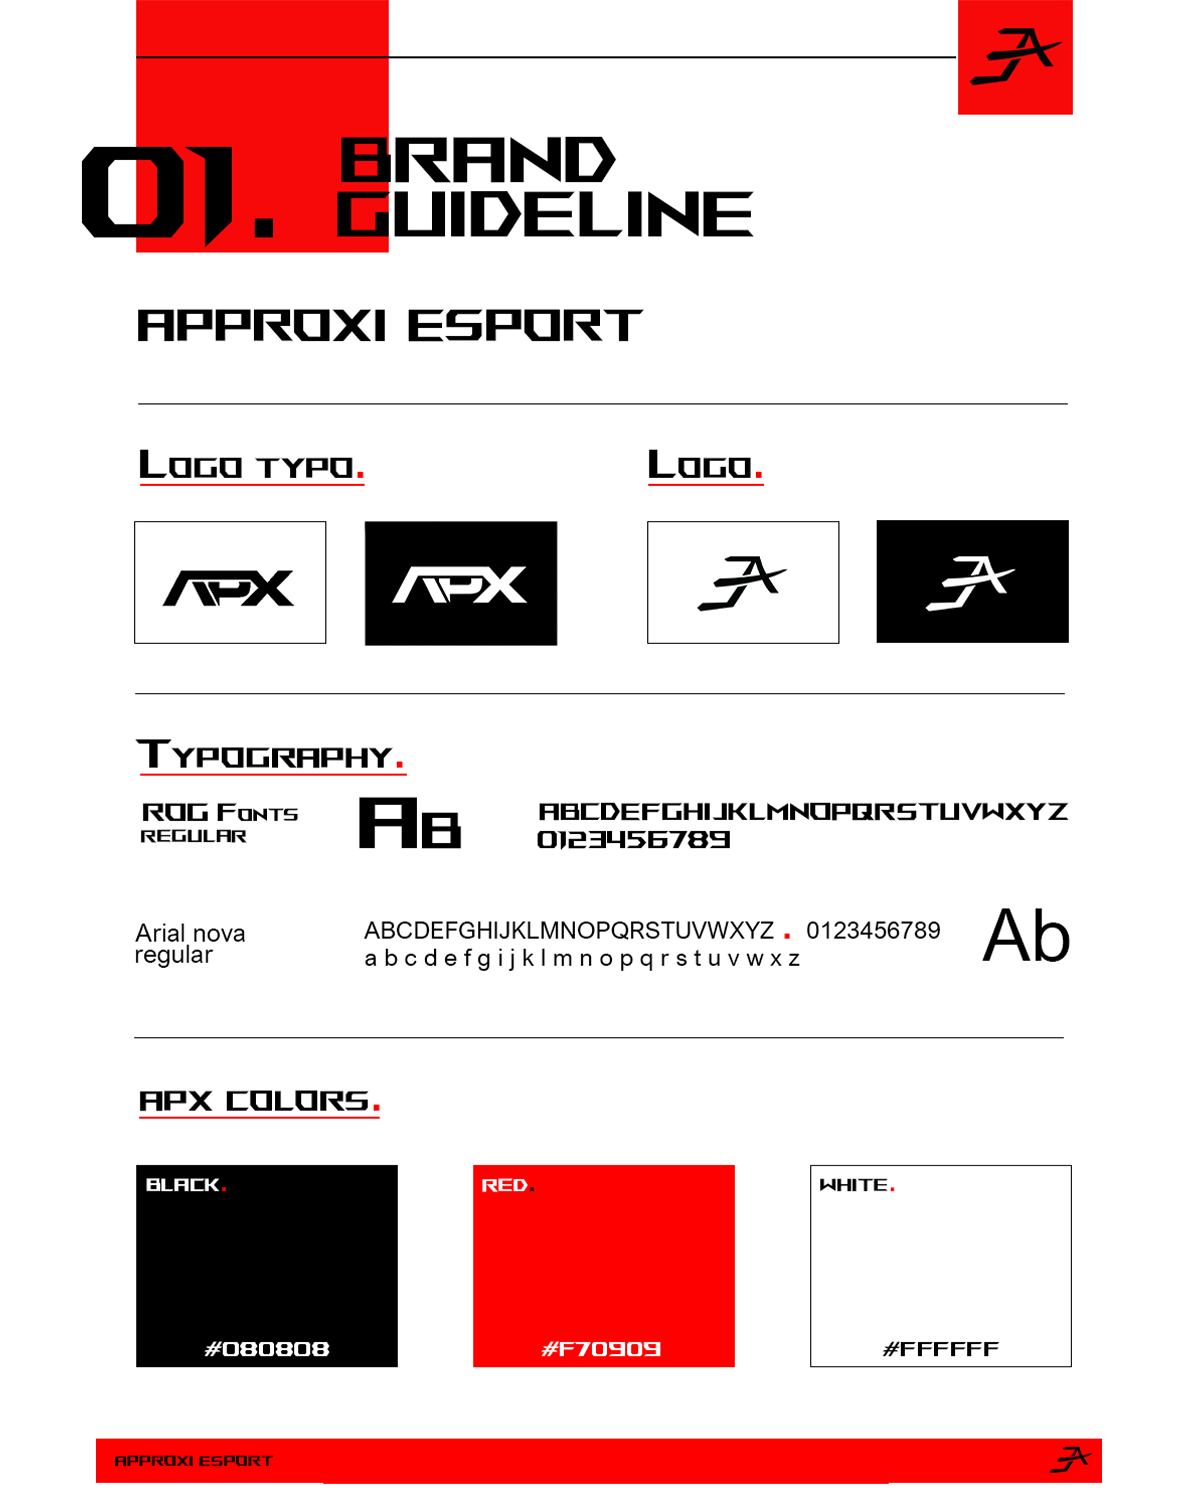 01.
BRAND
GUIDELINE
APPROXI ESPORT
LOGO TYPO.
LOGO.
APX
APX
TYPOGRAPHY.
ROG FONTS
REGULAR
AB
ABCDEFGHIJKLMNOPQRSTUVWXYZ
0123456789
Arial nova
regular
ABCDEFGHIJKLMNOPQRSTUVWXYZ . 0123456789
a b c d e f g i j k l m n o p q r s t u v w x z
Ab
APX COLORS.
BLACK.
RED.
WHITE.
#080808
#F70909
#FFFFFF
APPROXI ESPORT